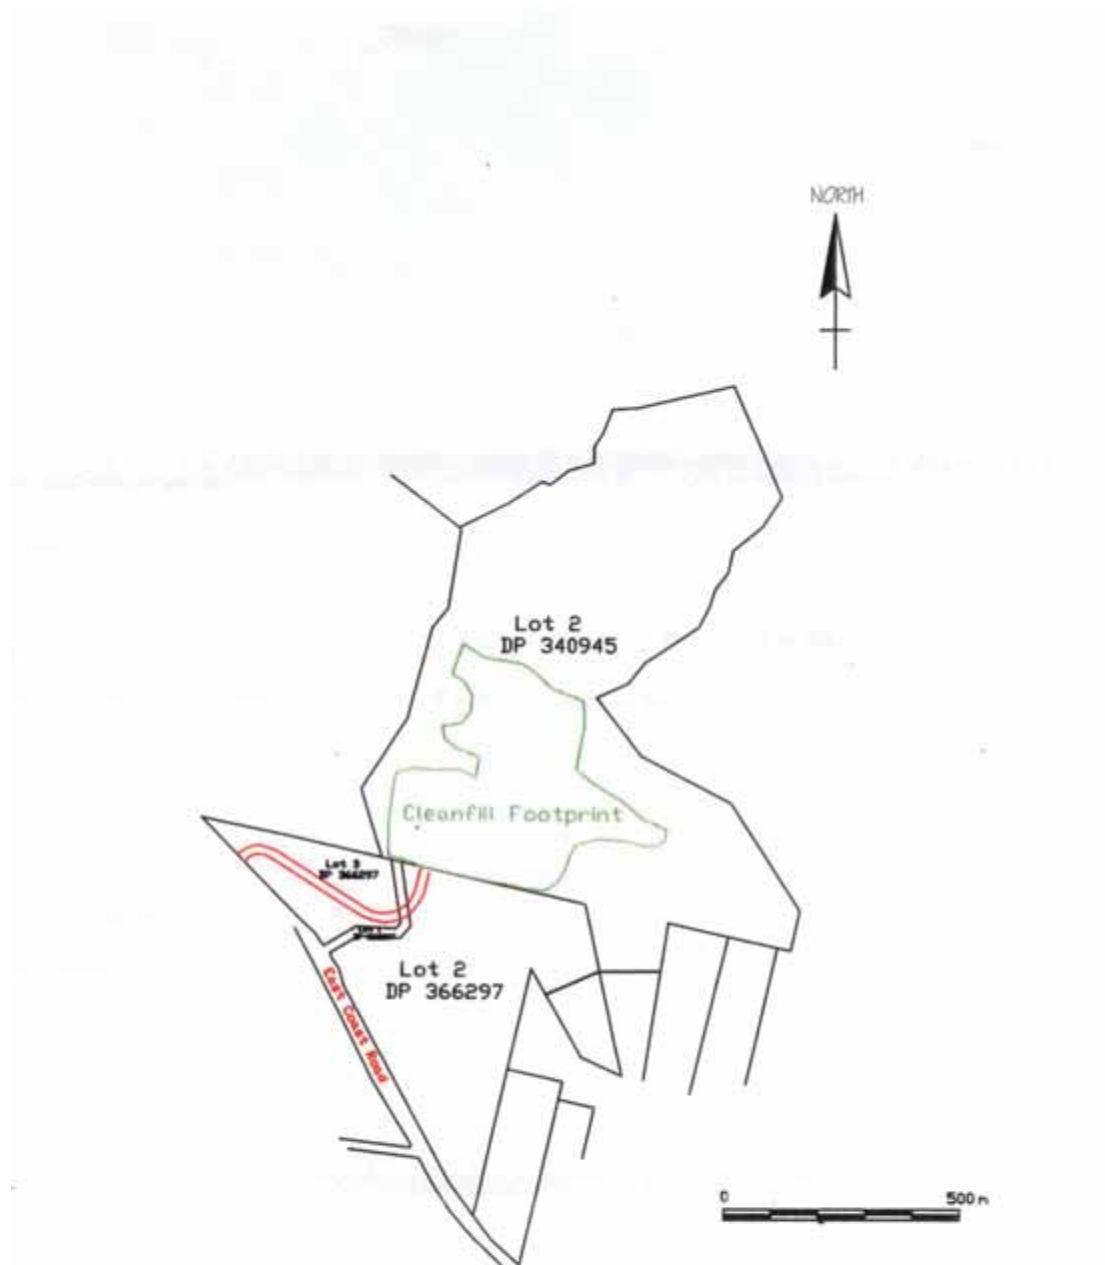 NORTH
Lot 2
DP 340945
Cleanfill Footprint
Lot 3
DP 366297
Lot 2
DP 366297
East Coast Road
0 500 m